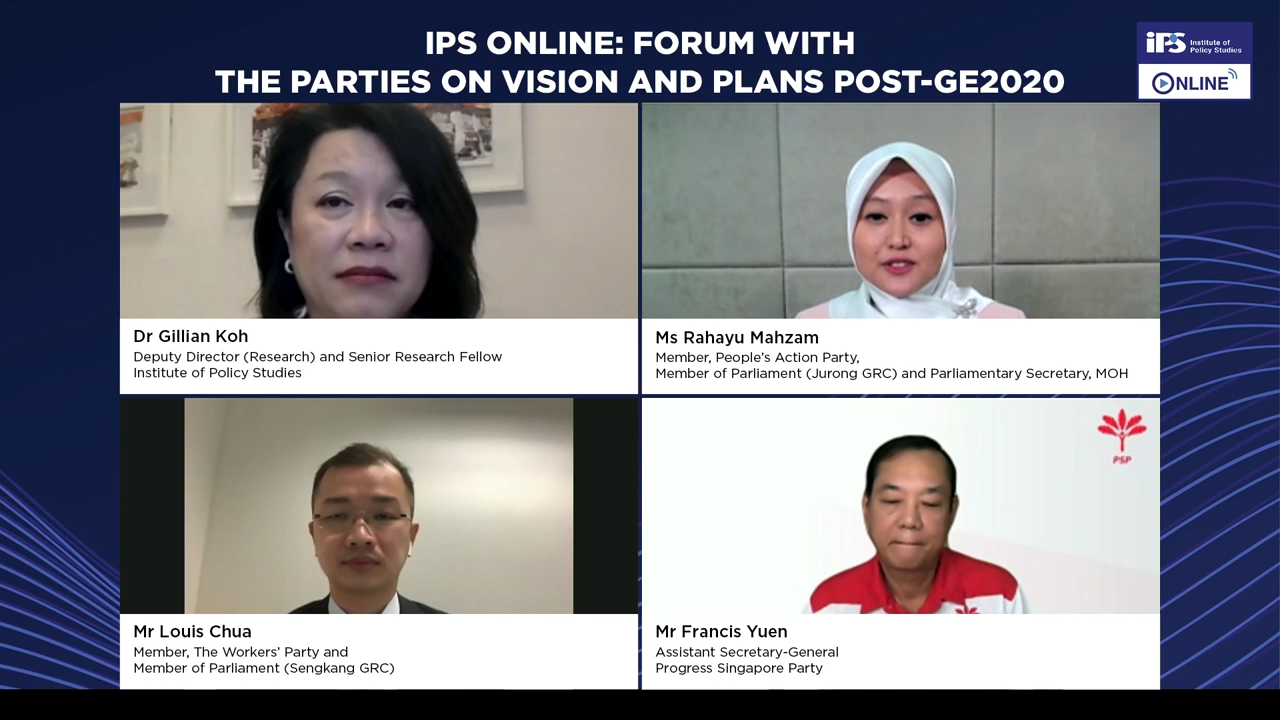 IPS ONLINE: FORUM WITH
THE PARTIES ON VISION AND PLANS POST-GE2020
iPS Institute of
Policy Studies
ONLINE
Dr Gillian Koh
Deputy Director (Research) and Senior Research Fellow
Institute of Policy Studies
Ms Rahayu Mahzam
Member, People’s Action Party,
Member of Parliament (Jurong GRC) and Parliamentary Secretary, MOH
PSP
Mr Louis Chua
Member, The Workers’ Party and
Member of Parliament (Sengkang GRC)
Mr Francis Yuen
Assistant Secretary-General
Progress Singapore Party